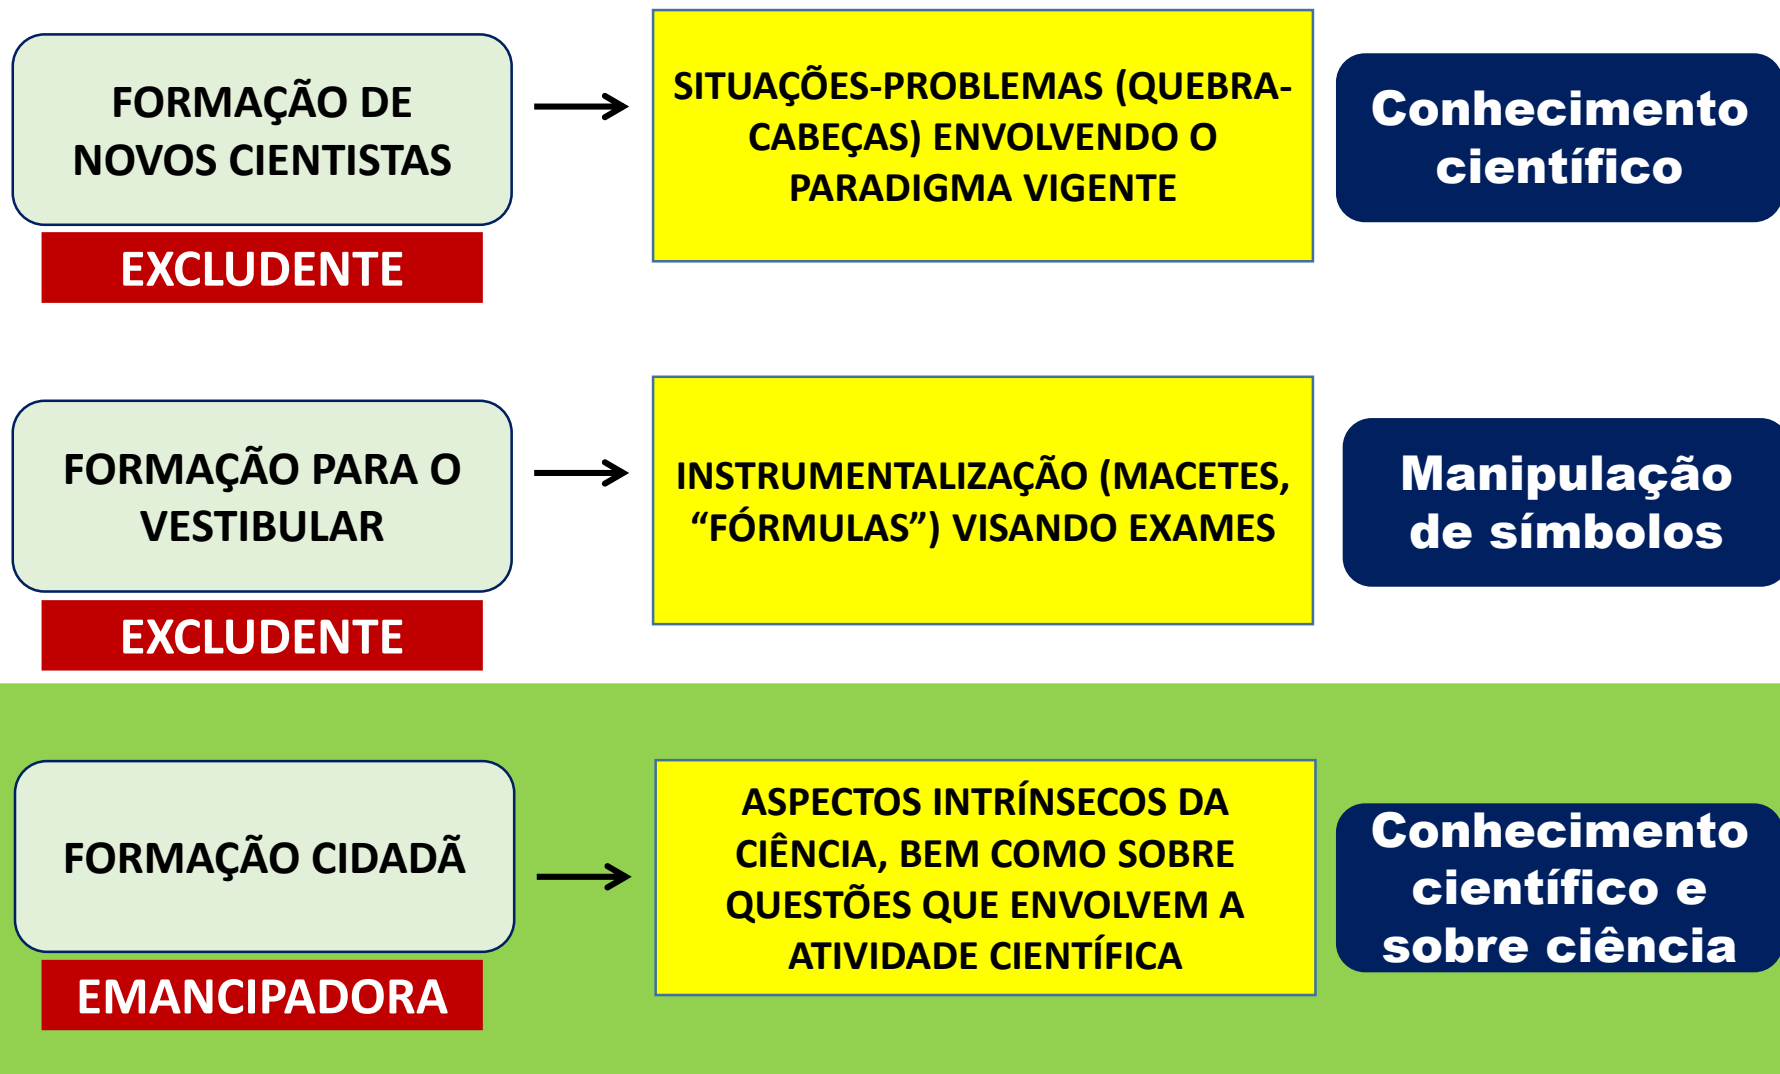 FORMAÇÃO DE
NOVOS CIENTISTAS
EXCLUDENTE
SITUAÇÕES-PROBLEMAS (QUEBRA-
CABEÇAS) ENVOLVENDO O
PARADIGMA VIGENTE
Conhecimento
científico
FORMAÇÃO PARA O
VESTIBULAR
EXCLUDENTE
INSTRUMENTALIZAÇÃO (MACETES,
“FÓRMULAS”) VISANDO EXAMES
Manipulação
de símbolos
FORMAÇÃO CIDADÃ
EMANCIPADORA
ASPECTOS INTRÍNSECOS DA
CIÊNCIA, BEM COMO SOBRE
QUESTÕES QUE ENVOLVEM A
ATIVIDADE CIENTÍFICA
Conhecimento
científico e
sobre ciência